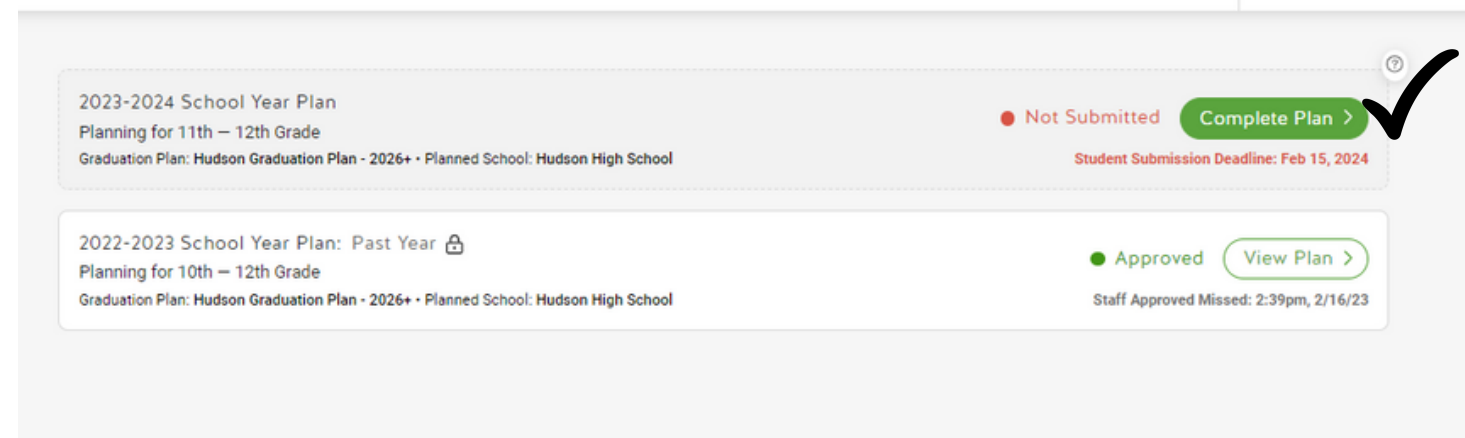 2023-2024 School Year Plan
Planning for 11th — 12th Grade
Graduation Plan: Hudson Graduation Plan - 2026+ • Planned School: Hudson High School
Not Submitted
Complete Plan >
Student Submission Deadline: Feb 15, 2024
2022-2023 School Year Plan: Past Year
Planning for 10th — 12th Grade
Graduation Plan: Hudson Graduation Plan - 2026+ • Planned School: Hudson High School
Approved
View Plan >
Staff Approved Missed: 2:39pm, 2/16/23